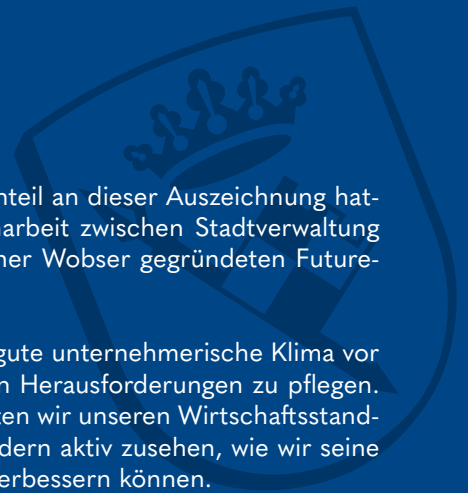 nteil an dieser Auszeichnung hat-
arbeit zwischen Stadtverwaltung
ner Wobser gegründeten Future-
gute unternehmerische Klima vor
n Herausforderungen zu pflegen.
ten wir unseren Wirtschaftsstand-
dern aktiv zusehen, wie wir seine
erbessern können.